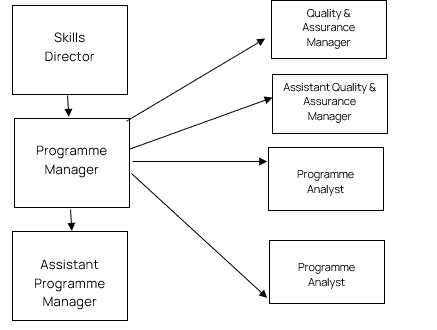 Skills
Director
Programme
Manager
Assistant
Programme
Manager
Quality &
Assurance
Manager
Assistant Quality &
Assurance
Manager
Programme
Analyst
Programme
Analyst